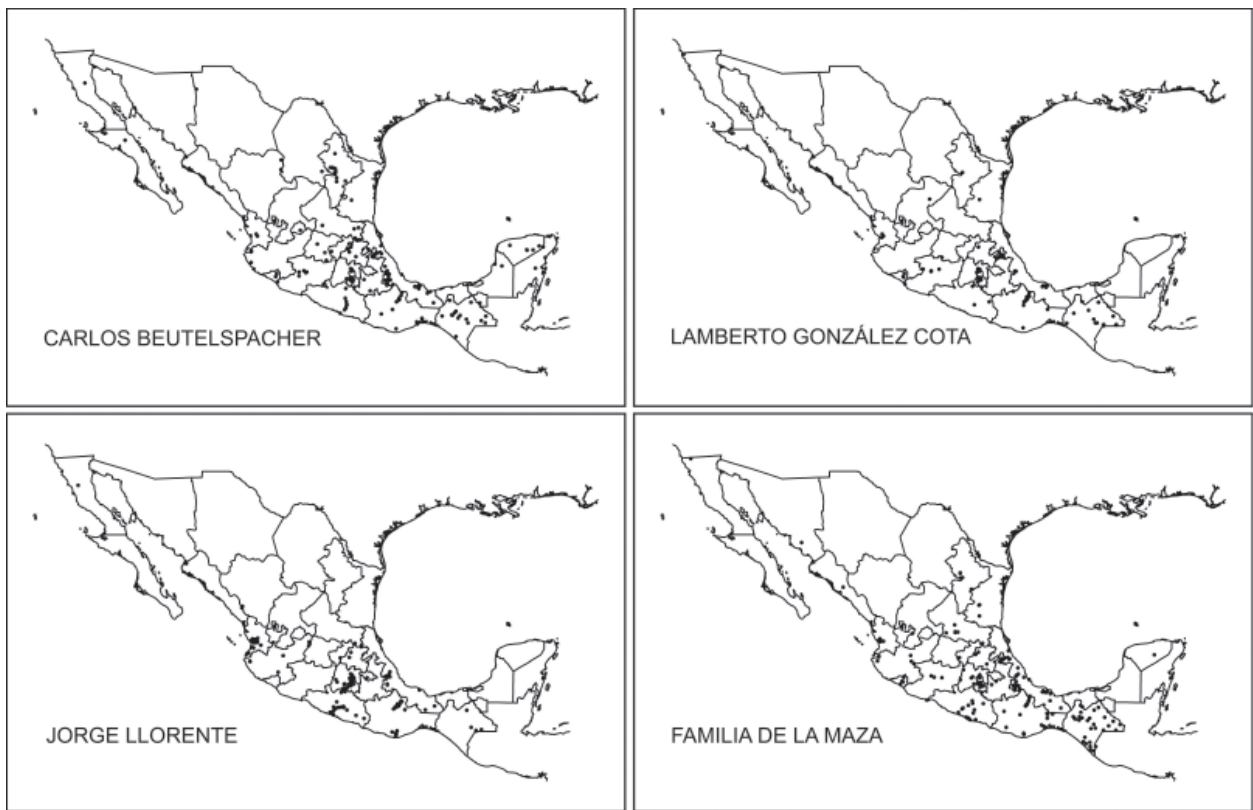 CARLOS BEUTELSPACHER
LAMBERTO GONZÁLEZ COTA
JORGE LLORENTE
FAMILIA DE LA MAZA